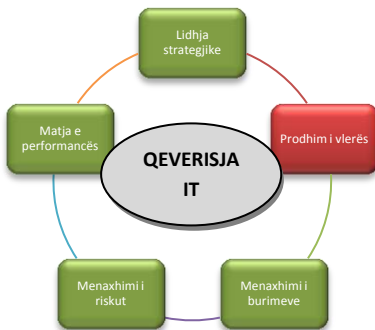 Lidhja
strategjike
Matja e
performancës
Prodhim i vlerës
QEVERISJA
IT
Menaxhimi i
riskut
Menaxhimi i
burimeve